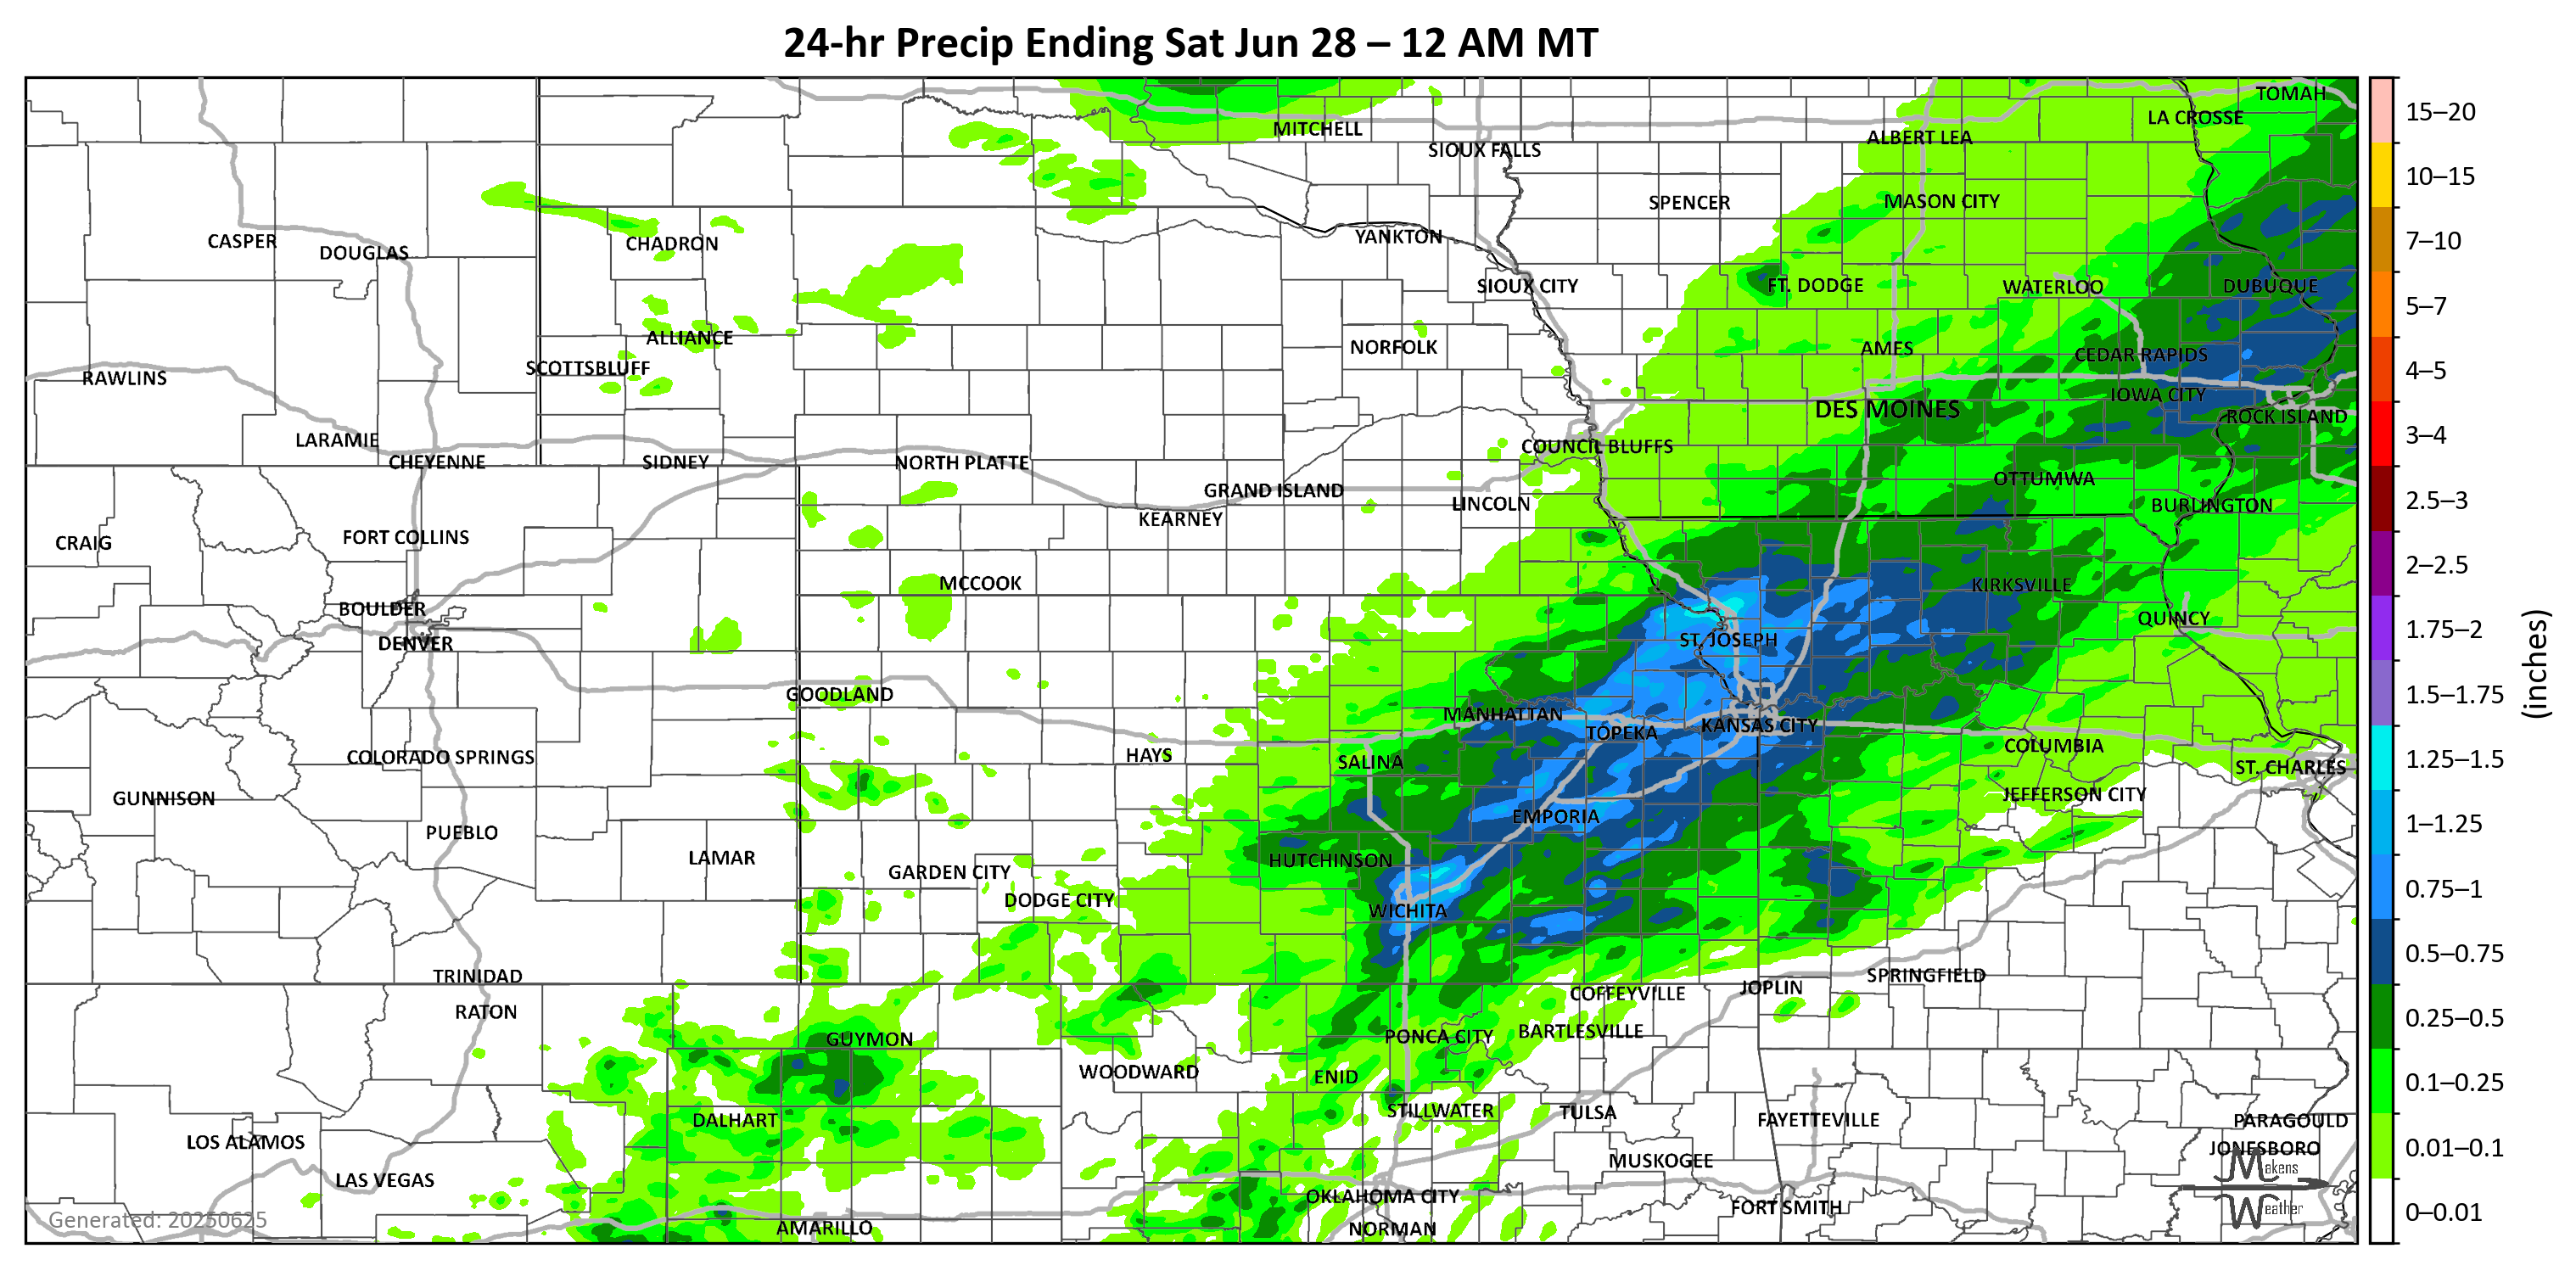 24-hr Precip Ending Sat Jun 28 – 12 AM MT
TOMAH
LA CROSSE
MITCHELL
ALBERT LEA
SIOUX FALLS
SPENCER
MASON CITY
CASPER
DOUGLAS
CHADRON
YANKTON
SIOUX CITY
FT. DODGE
WATERLOO
DUBUQUE
ALLIANCE
NORFOLK
AMES
CEDAR RAPIDS
SCOTTSBLUFF
RAWLINS
IOWA CITY
DES MOINES
ROCK ISLAND
LARAMIE
COUNCIL BLUFFS
CHEYENNE
SIDNEY
NORTH PLATTE
OTTUMWA
GRAND ISLAND
LINCOLN
BURLINGTON
KEARNEY
FORT COLLINS
CRAIG
MCCOOK
KIRKSVILLE
BOULDER
QUINCY
DENVER
ST. JOSEPH
GOODLAND
MANHATTAN
KANSAS CITY
TOPEKA
COLUMBIA
COLORADO SPRINGS
HAYS
SALINA
ST. CHARLES
GUNNISON
JEFFERSON CITY
EMPORIA
PUEBLO
LAMAR
HUTCHINSON
GARDEN CITY
DODGE CITY
WICHITA
TRINIDAD
SPRINGFIELD
JOPLIN
COFFEYVILLE
RATON
GUYMON
PONCA CITY
BARTLESVILLE
WOODWARD
ENID
STILLWATER
TULSA
DALHART
FAYETTEVILLE
PARAGOULD
LOS ALAMOS
JONESBORO
MUSKOGEE
LAS VEGAS
OKLAHOMA CITY
FORT SMITH
AMARILLO
NORMAN
Generated: 20250625
Makens
Weather
15–20
10–15
7–10
5–7
4–5
3–4
2.5–3
2–2.5
1.75–2
1.5–1.75
1.25–1.5
1–1.25
0.75–1
0.5–0.75
0.25–0.5
0.1–0.25
0.01–0.1
0–0.01
(inches)